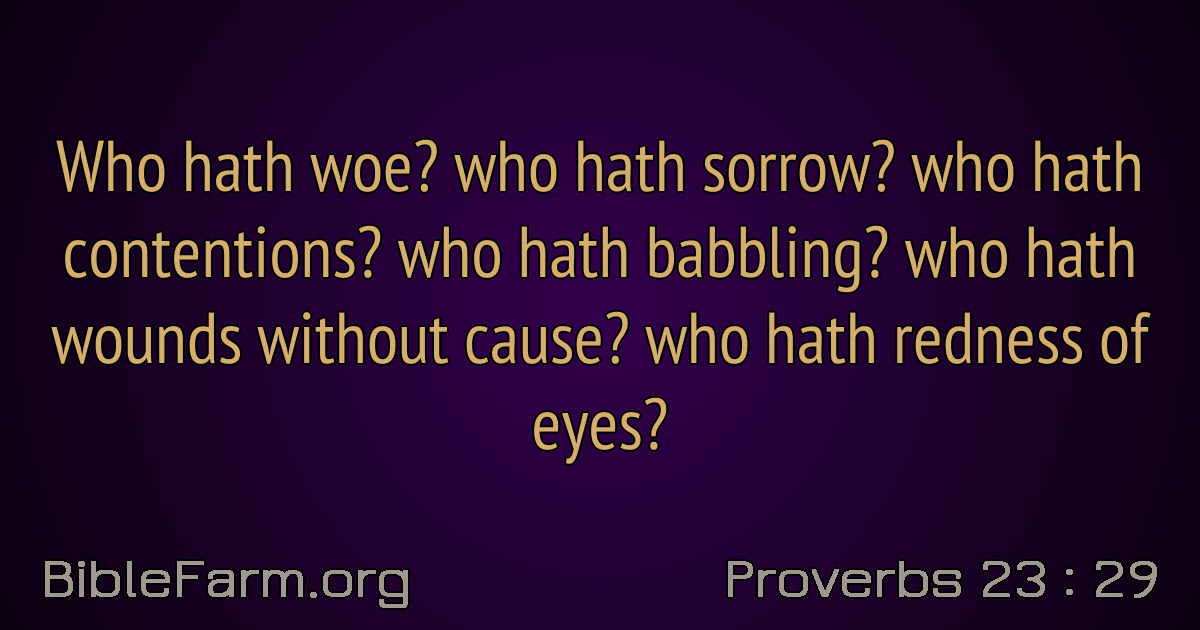 Who hath woe? who hath sorrow? who hath
contentions? who hath babbling? who hath
wounds without cause? who hath redness of
eyes?
BibleFarm.org
Proverbs 23 : 29